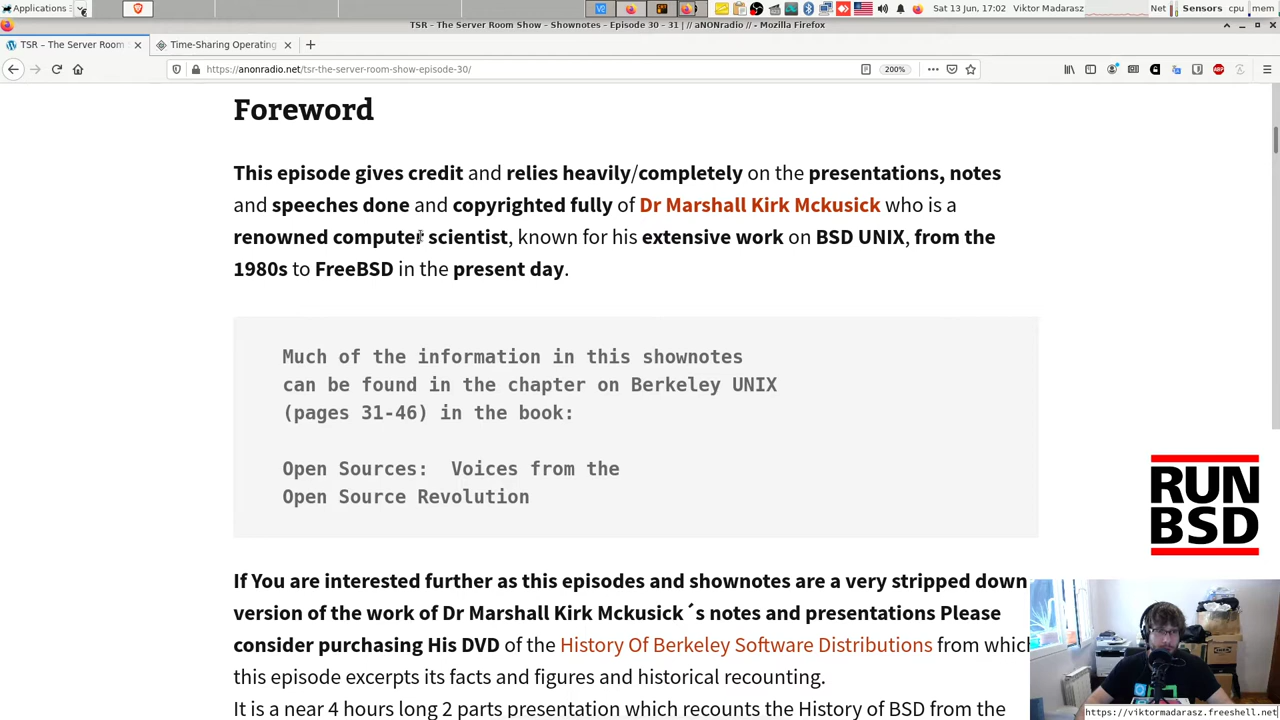 Applications
TSR – The Server Room Show – Shownotes – Episode 30 – 31 | // aNONradio // – Mozilla Firefox
Sat 13 Jun, 17:02 Viktor Madarasz
Net Sensors cpu mem
TSR – The Server Room
Time-Sharing Operating
https://anonradio.net/tsr-the-server-room-show-episode-30/
200%
Foreword
This episode gives credit and relies heavily/completely on the presentations, notes
and speeches done and copyrighted fully of Dr Marshall Kirk Mckusick who is a
renowned computer scientist, known for his extensive work on BSD UNIX, from the
1980s to FreeBSD in the present day.
Much of the information in this shownotes
can be found in the chapter on Berkeley UNIX
(pages 31-46) in the book:
Open Sources: Voices from the
Open Source Revolution
RUN
BSD
If You are interested further as this episodes and shownotes are a very stripped down
version of the work of Dr Marshall Kirk Mckusick´s notes and presentations Please
consider purchasing His DVD of the History Of Berkeley Software Distributions from which
this episode excerpts its facts and figures and historical recounting.
It is a near 4 hours long 2 parts presentation which recounts the History of BSD from the
https://viktormadarasz.freeshell.net